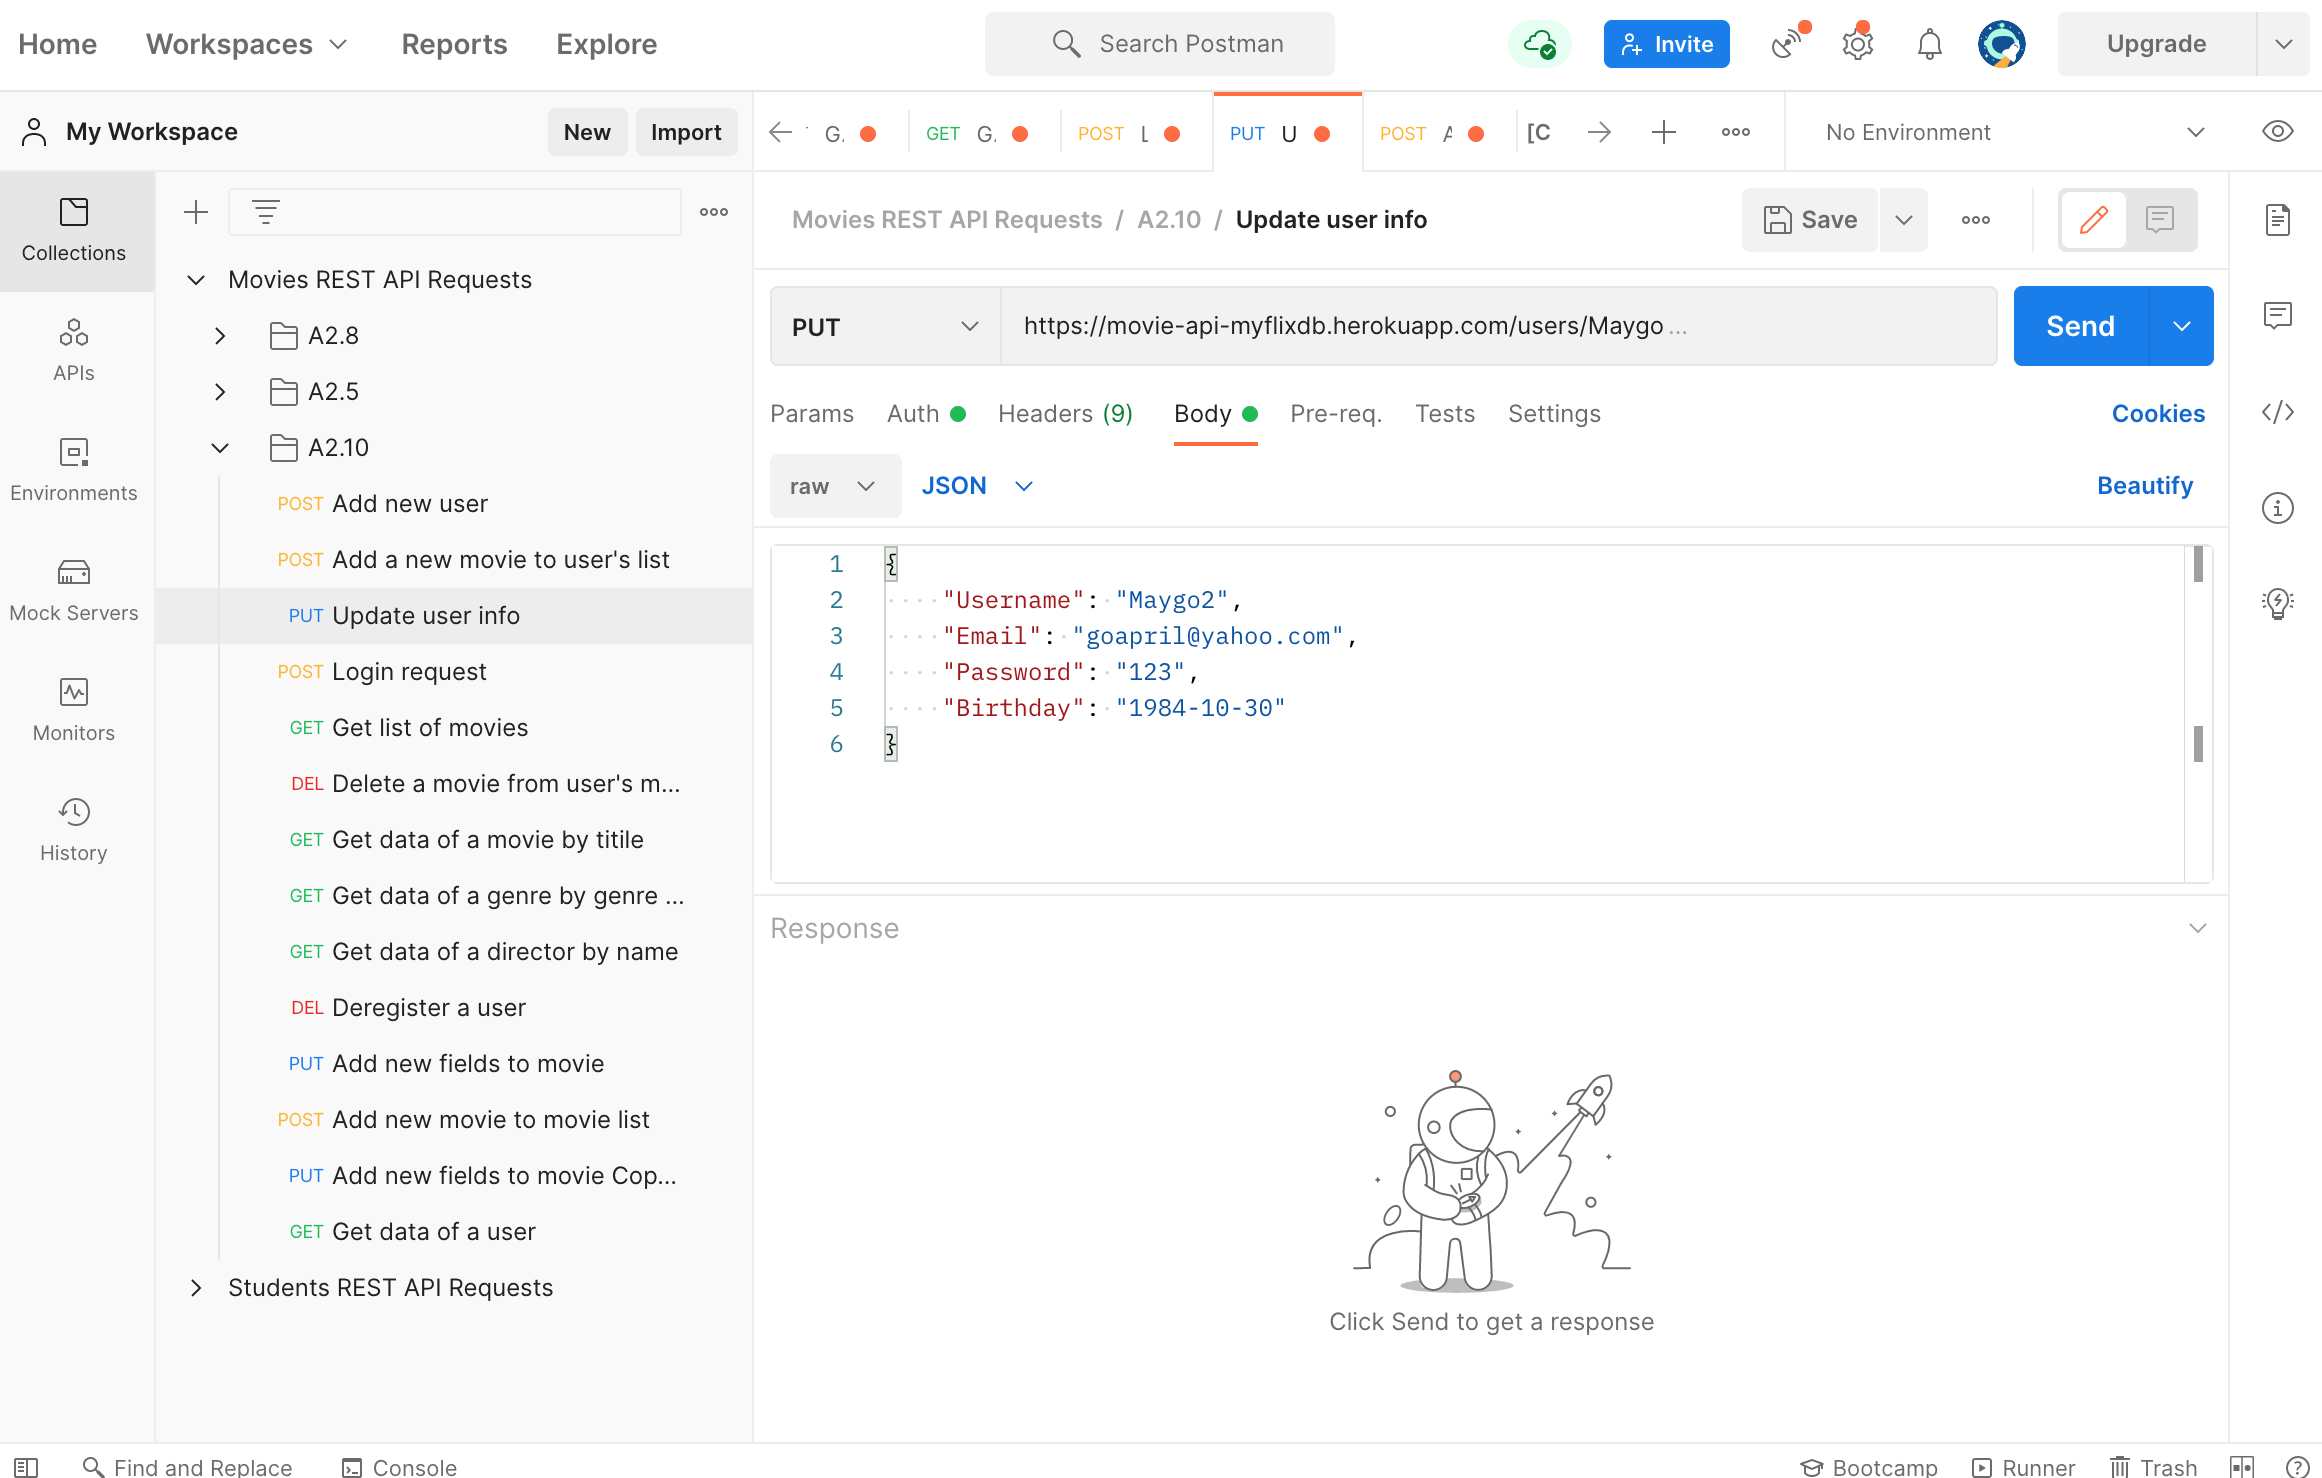 Home Workspaces Reports Explore Search Postman Invite Upgrade
My Workspace New Import G. GET G. POST L PUT U POST A [C No Environment
Collections
APIs
Environments
Mock Servers
Monitors
History
Movies REST API Requests
A2.8
A2.5
A2.10
POST Add new user
POST Add a new movie to user's list
PUT Update user info
POST Login request
GET Get list of movies
DEL Delete a movie from user's m...
GET Get data of a movie by titile
GET Get data of a genre by genre ...
GET Get data of a director by name
DEL Deregister a user
PUT Add new fields to movie
POST Add new movie to movie list
PUT Add new fields to movie Cop...
GET Get data of a user
Students REST API Requests
Movies REST API Requests / A2.10 / Update user info Save
PUT https://movie-api-myflixdb.herokuapp.com/users/Maygo ... Send
Params Auth Headers (9) Body Pre-req. Tests Settings Cookies
raw JSON Beautify
1 {
2 "Username": "Maygo2",
3 "Email": "goapril@yahoo.com",
4 "Password": "123",
5 "Birthday": "1984-10-30"
6 }
Response
Click Send to get a response
Find and Replace Console Bootcamp Runner Trash